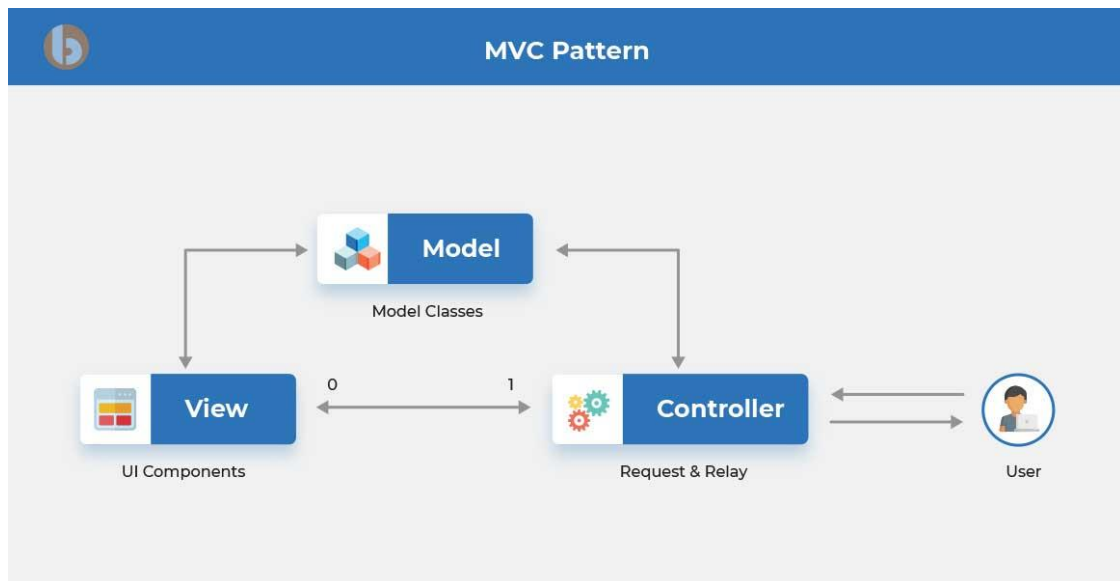 MVC Pattern
Model
Model Classes
0
1
View
Controller
UI Components
Request & Relay
User